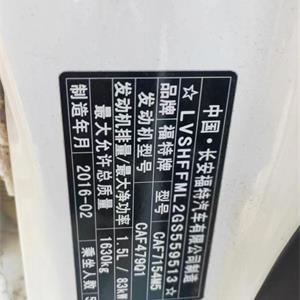 中国·长安福特汽车有限公司制造
☆LVSHFFML2GS559513☆
品牌 福特牌 型号 CAF7154M5
发动机型号 CAF479Q1
发动机排量/最大净功率 1.5L / 83kW
最大允许总质量 1630kg
制造年月 2016-02 乘坐人数 5